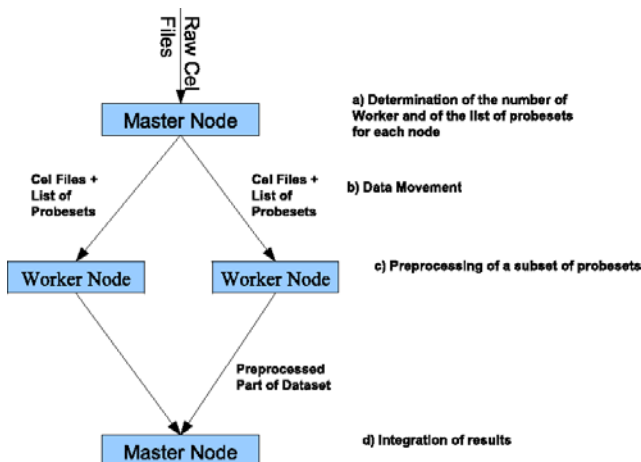 Raw Cel
Files
Master Node
a) Determination of the number of
Worker and of the list of probesets
for each node
Cel Files +
List of
Probesets
Cel Files +
List of
Probesets
b) Data Movement
Worker Node
Worker Node
c) Preprocessing of a subset of probesets
Preprocessed
Part of Dataset
Master Node
d) Integration of results